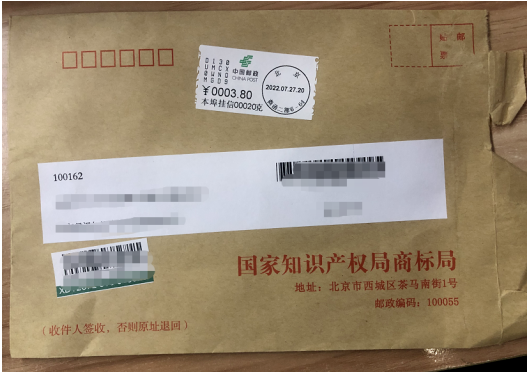 邮
中国邮政
CHINA POST
¥0003.80
本埠挂信00020克
北京
2022.07.27.20
100162
国家知识产权局商标局
地址：北京市西城区茶马南街1号
邮政编码：100055
（收件人签收、否则原址退回）